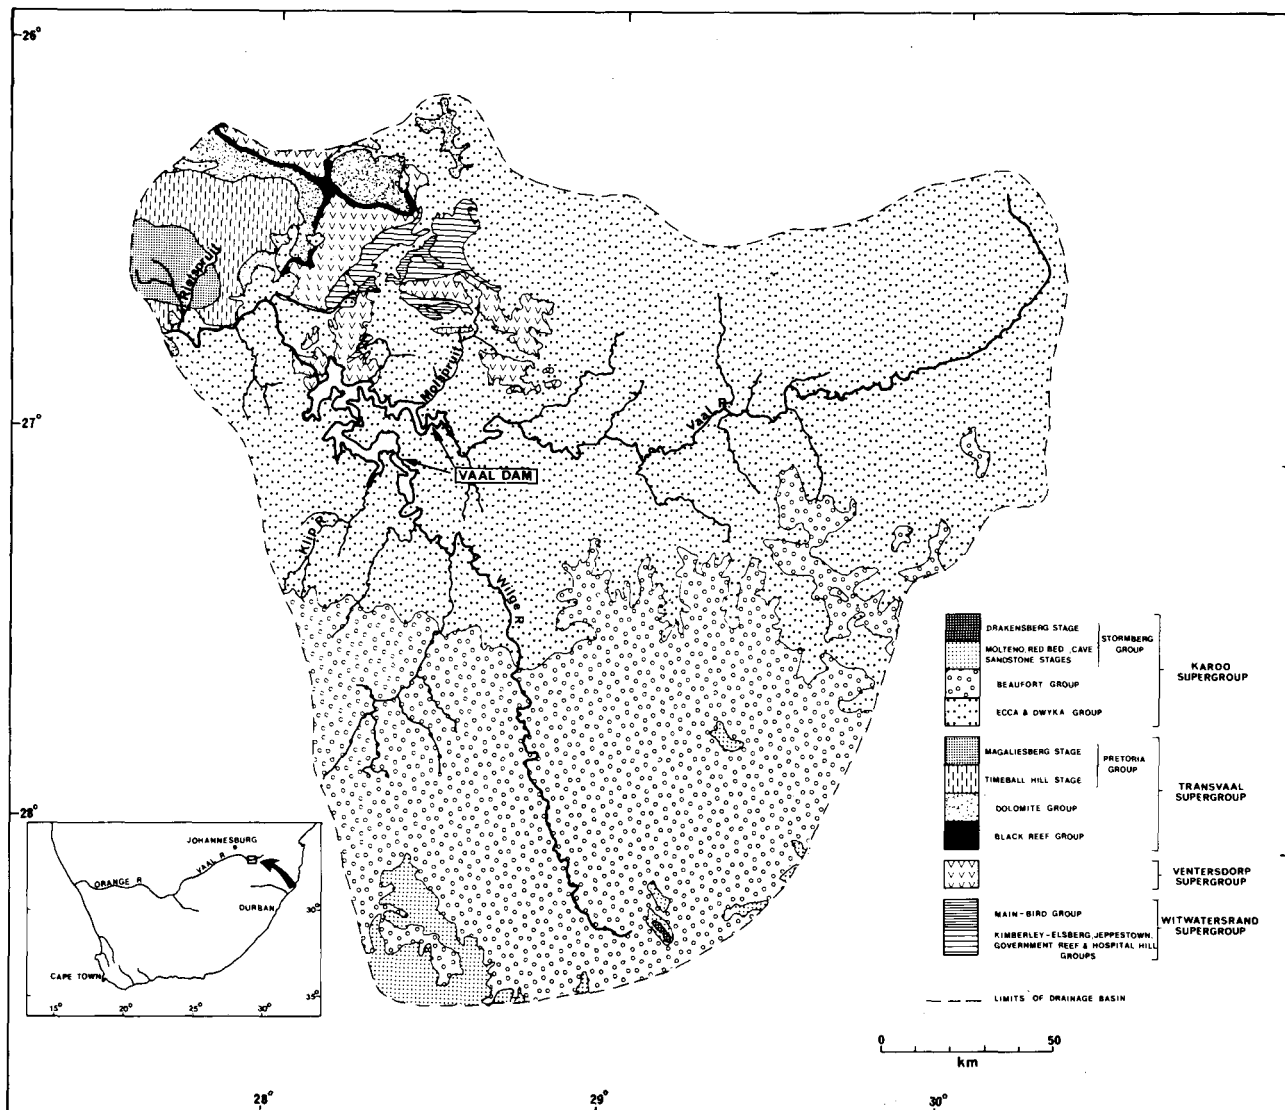 26°
Rietspruit
27°
Molspruit
Vaal R.
VAAL DAM
Klip R.
Wilge R.
28°
DRAKENSBERG STAGE
MOLTENO, RED BED, CAVE
SANDSTONE STAGES
STORMBERG
GROUP
BEAUFORT GROUP
ECCA & DWYKA GROUP
KAROO
SUPERGROUP
MAGALIESBERG STAGE
TIMEBALL HILL STAGE
PRETORIA
GROUP
DOLOMITE GROUP
BLACK REEF GROUP
TRANSVAAL
SUPERGROUP
VENTERSDORP
SUPERGROUP
MAIN-BIRD GROUP
KIMBERLEY-ELSBERG, JEPPESTOWN,
GOVERNMENT REEF & HOSPITAL HILL
GROUPS
WITWATERSRAND
SUPERGROUP
LIMITS OF DRAINAGE BASIN
0 50
km
JOHANNESBURG
VAAL R
ORANGE R
DURBAN
CAPE TOWN
30°
35°
15° 20° 25° 30°
28° 29° 30°